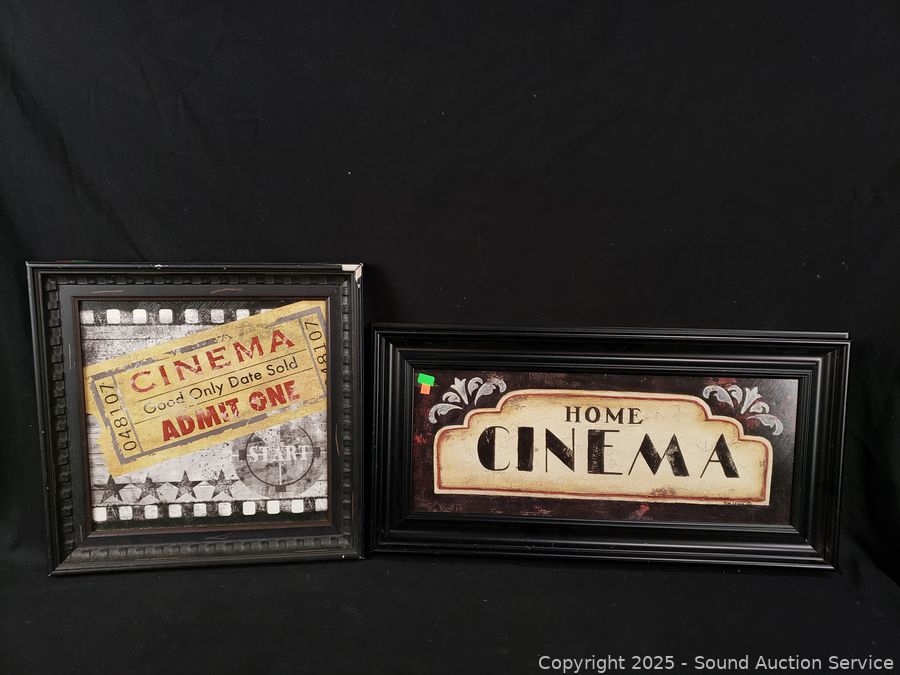 CINEMA
Good Only Date Sold
ADMIT ONE
048107
048107
START
HOME
CINEMA
Copyright © 2025 - Sound Auction Service